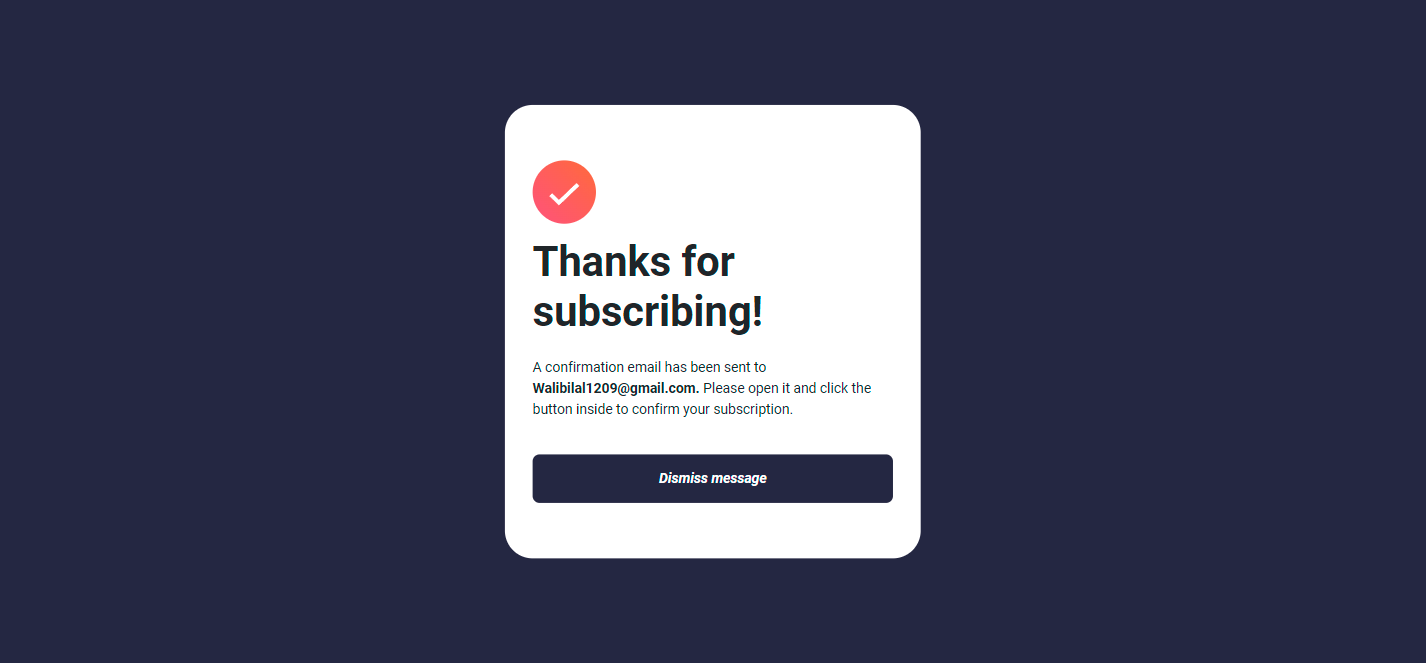 Thanks for
subscribing!
A confirmation email has been sent to
Walibilal1209@gmail.com. Please open it and click the
button inside to confirm your subscription.
Dismiss message